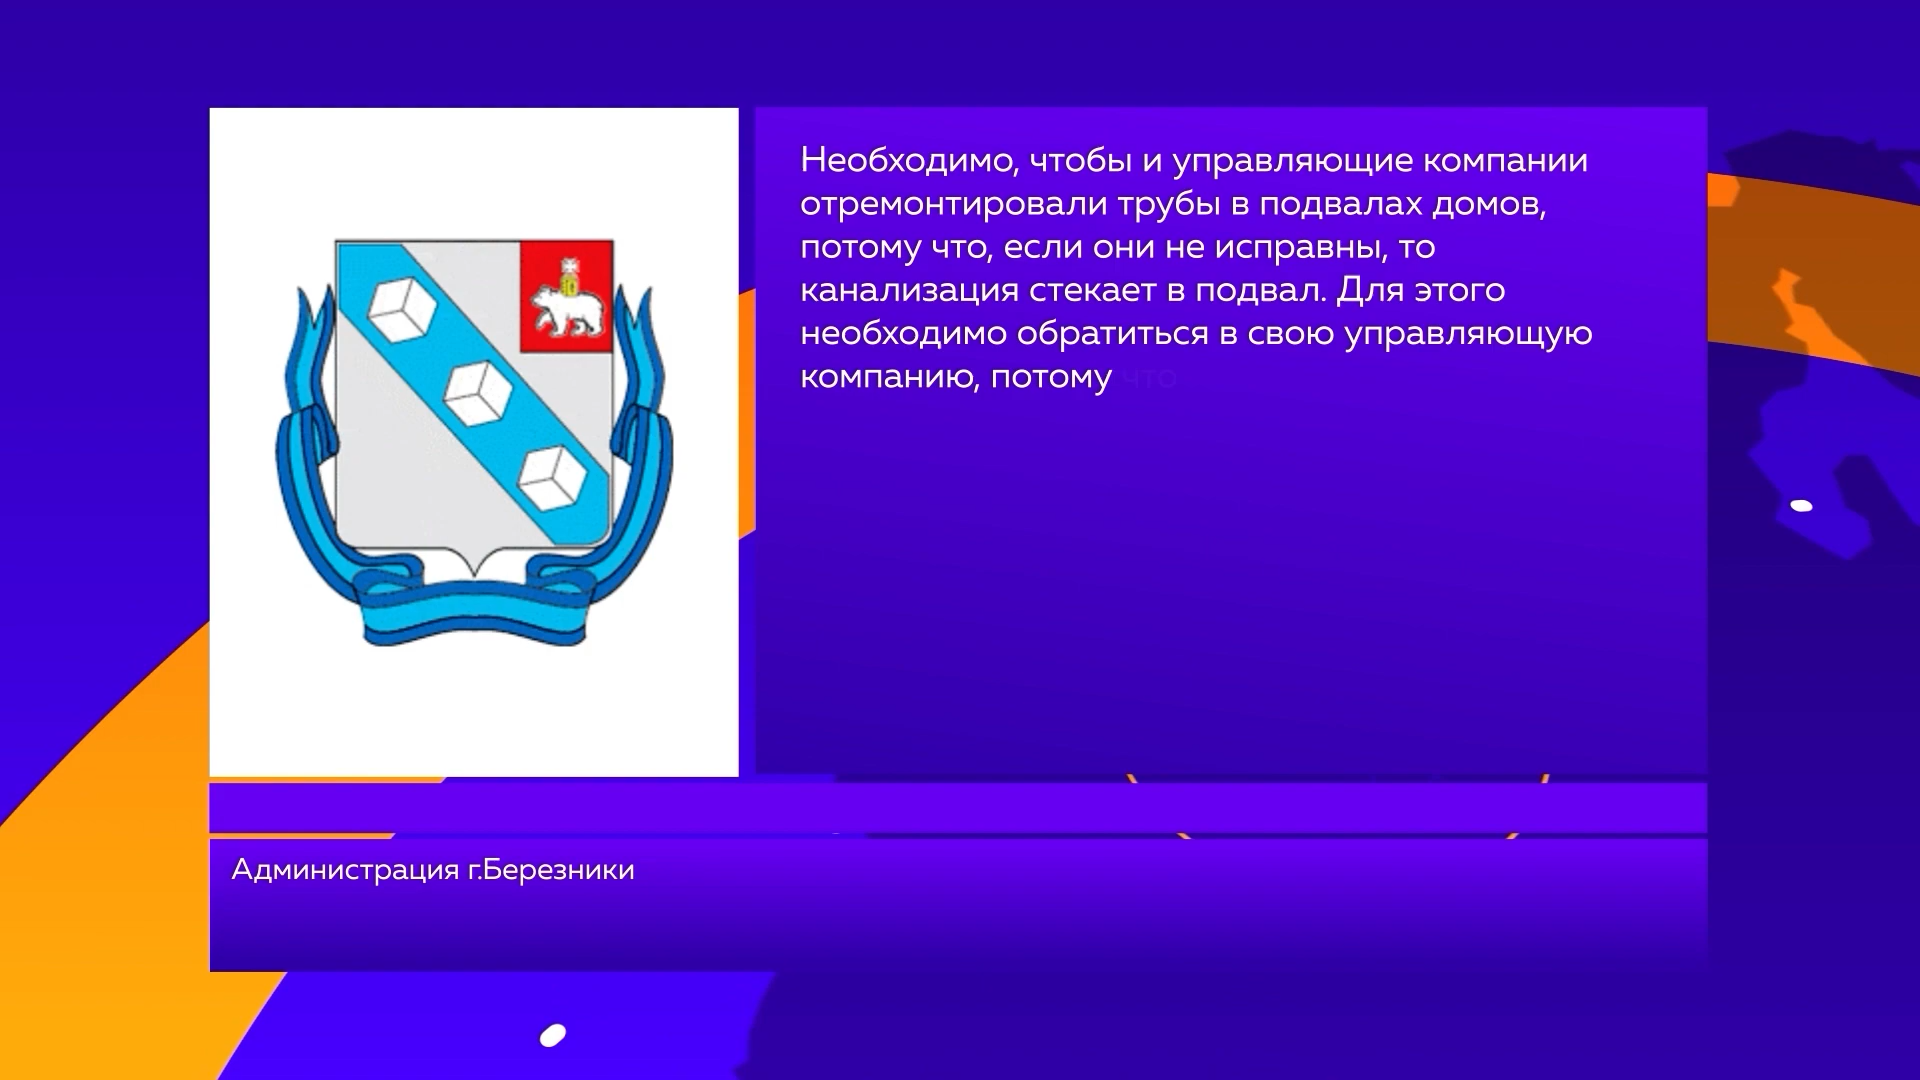 Необходимо, чтобы и управляющие компании
отремонтировали трубы в подвалах домов,
потому что, если они не исправны, то
канализация стекает в подвал. Для этого
необходимо обратиться в свою управляющую
компанию, потому что
Администрация г.Березники